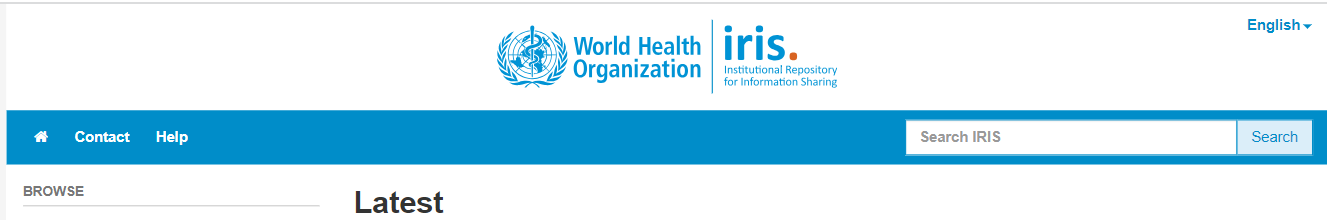 World Health
Organization
iris.
Institutional Repository
for Information Sharing
English
Contact
Help
Search IRIS
Search
BROWSE
Latest